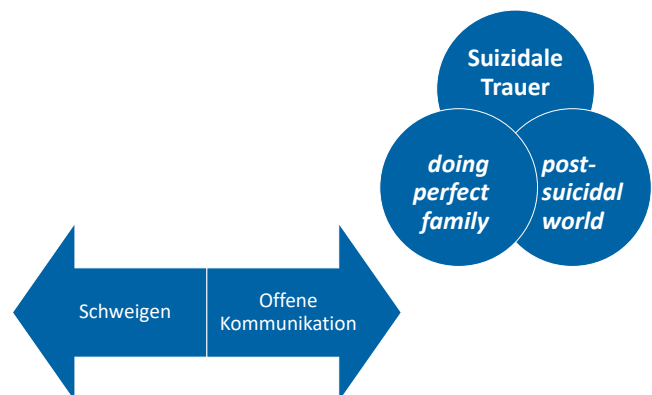 Suizidale
Trauer
doing
perfect
family
post-
suicidal
world
Schweigen
Offene
Kommunikation